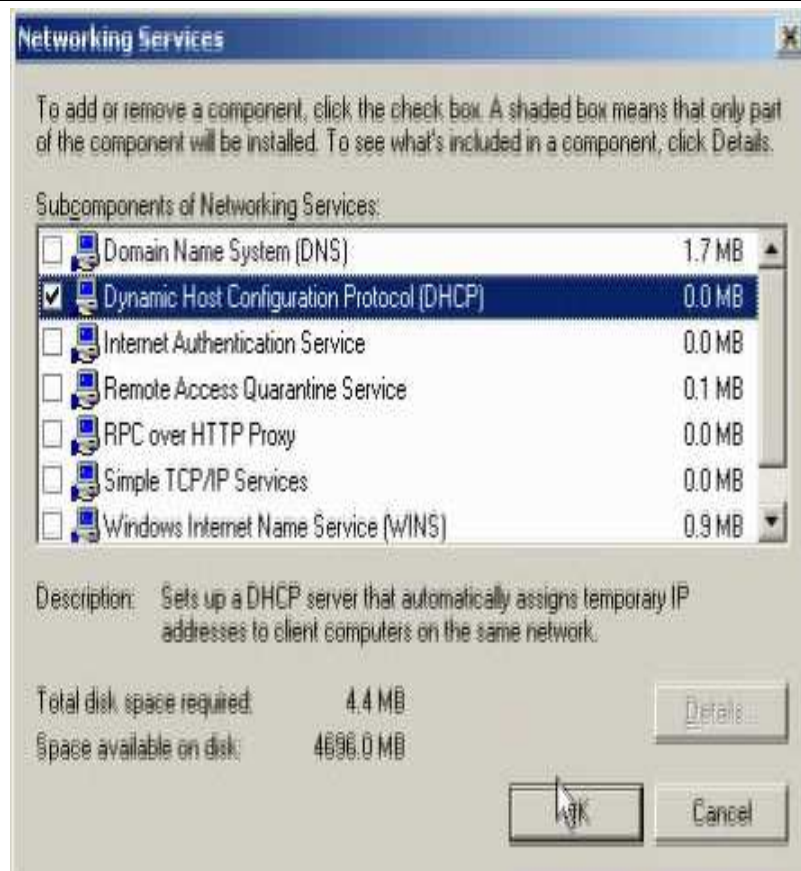 Networking Services
To add or remove a component, click the check box. A shaded box means that only part
of the component will be installed. To see what's included in a component, click Details.
Subcomponents of Networking Services:
Domain Name System (DNS) 1.7 MB
Dynamic Host Configuration Protocol (DHCP) 0.0 MB
Internet Authentication Service 0.0 MB
Remote Access Quarantine Service 0.1 MB
RPC over HTTP Proxy 0.0 MB
Simple TCP/IP Services 0.0 MB
Windows Internet Name Service (WINS) 0.9 MB
Description: Sets up a DHCP server that automatically assigns temporary IP
addresses to client computers on the same network.
Total disk space required: 4.4 MB
Space available on disk: 4696.0 MB
Details...
OK Cancel